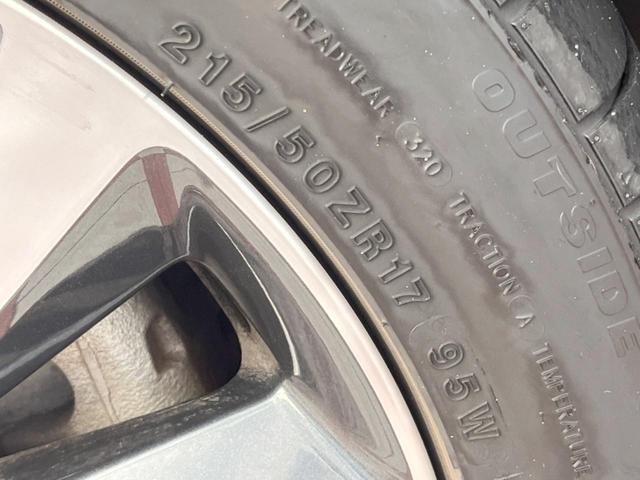 215/50ZR17 95W
TREADWEAR 320 TRACTION A TEMPERATURE
OUTSIDE